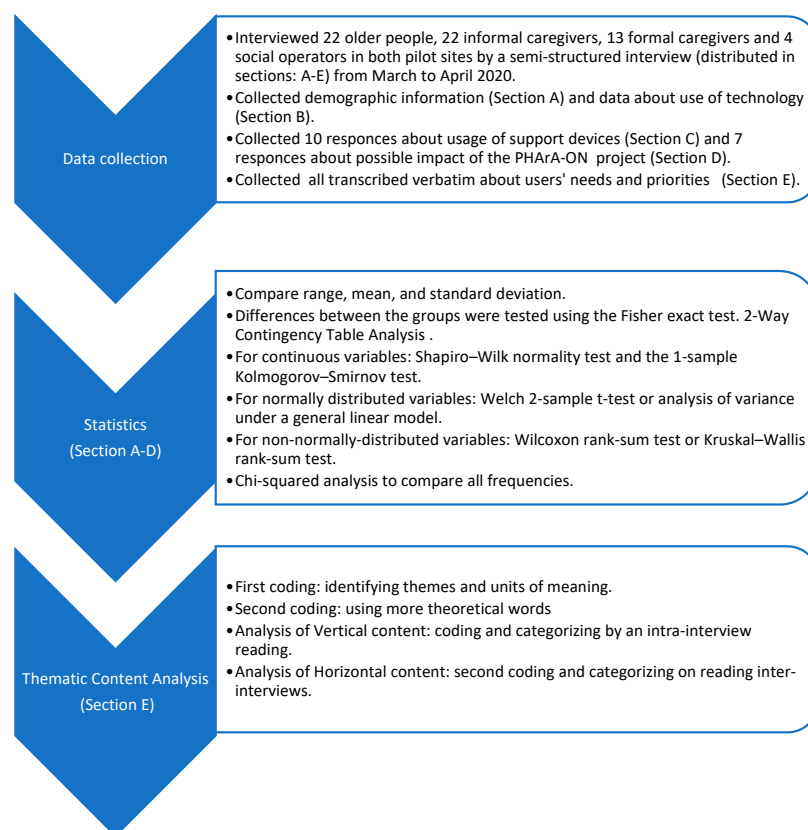 •Interviewed 22 older people, 22 informal caregivers, 13 formal caregivers and 4
social operators in both pilot sites by a semi-structured interview (distributed in
sections: A-E) from March to April 2020.
•Collected demographic information (Section A) and data about use of technology
(Section B).
•Collected 10 responces about usage of support devices (Section C) and 7
responces about possible impact of the PHArA-ON project (Section D).
•Collected all transcribed verbatim about users' needs and priorities (Section E).
Data collection
•Compare range, mean, and standard deviation.
•Differences between the groups were tested using the Fisher exact test. 2-Way
Contingency Table Analysis .
•For continuous variables: Shapiro–Wilk normality test and the 1-sample
Kolmogorov–Smirnov test.
•For normally distributed variables: Welch 2-sample t-test or analysis of variance
under a general linear model.
•For non-normally-distributed variables: Wilcoxon rank-sum test or Kruskal–Wallis
rank-sum test.
•Chi-squared analysis to compare all frequencies.
Statistics
(Section A-D)
•First coding: identifying themes and units of meaning.
•Second coding: using more theoretical words
•Analysis of Vertical content: coding and categorizing by an intra-interview
reading.
•Analysis of Horizontal content: second coding and categorizing on reading inter-
interviews.
Thematic Content Analysis
(Section E)